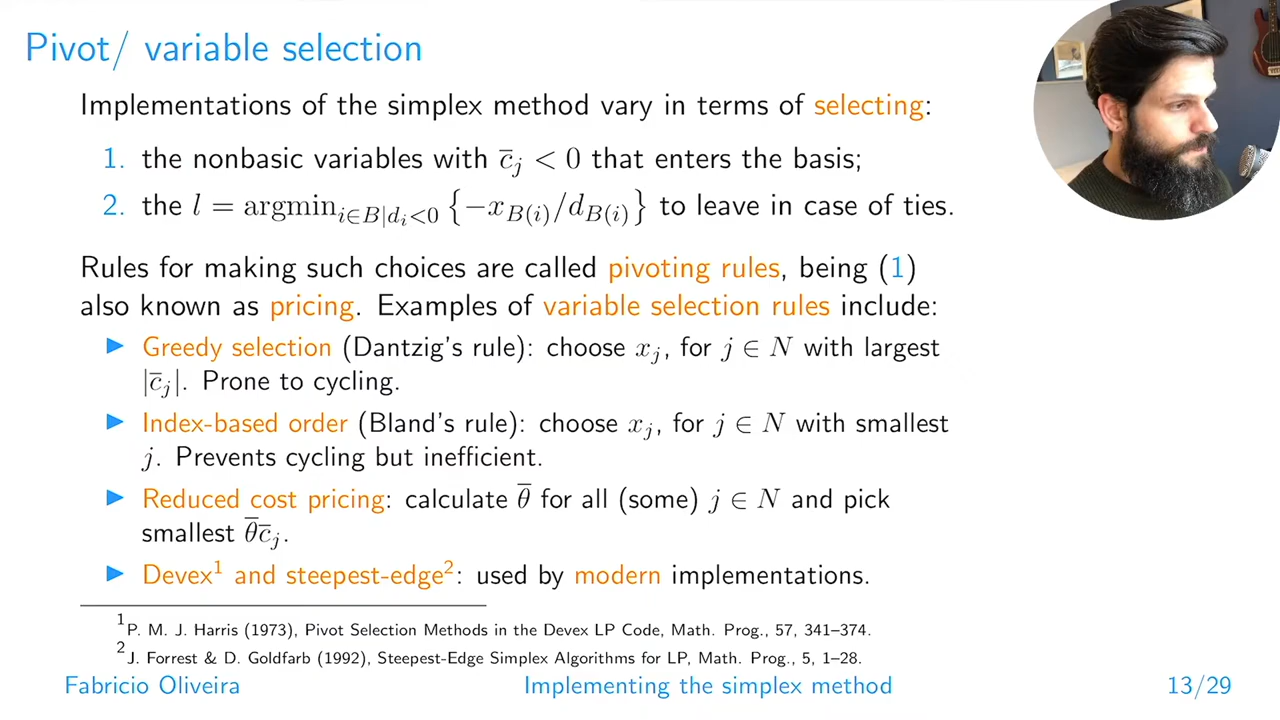 Pivot/ variable selection
Implementations of the simplex method vary in terms of selecting:
1. the nonbasic variables with c̅ⱼ < 0 that enters the basis;
2. the l = argmin_{i∈B|d_i<0} {−x_{B(i)}/d_{B(i)}} to leave in case of ties.
Rules for making such choices are called pivoting rules, being (1)
also known as pricing. Examples of variable selection rules include:
▶ Greedy selection (Dantzig's rule): choose xⱼ, for j ∈ N with largest
|c̅ⱼ|. Prone to cycling.
▶ Index-based order (Bland's rule): choose xⱼ, for j ∈ N with smallest
j. Prevents cycling but inefficient.
▶ Reduced cost pricing: calculate θ̅ for all (some) j ∈ N and pick
smallest θ̅c̅ⱼ.
▶ Devex¹ and steepest-edge²: used by modern implementations.
¹P. M. J. Harris (1973), Pivot Selection Methods in the Devex LP Code, Math. Prog., 57, 341–374.
²J. Forrest & D. Goldfarb (1992), Steepest-Edge Simplex Algorithms for LP, Math. Prog., 5, 1–28.
Fabricio Oliveira Implementing the simplex method 13/29